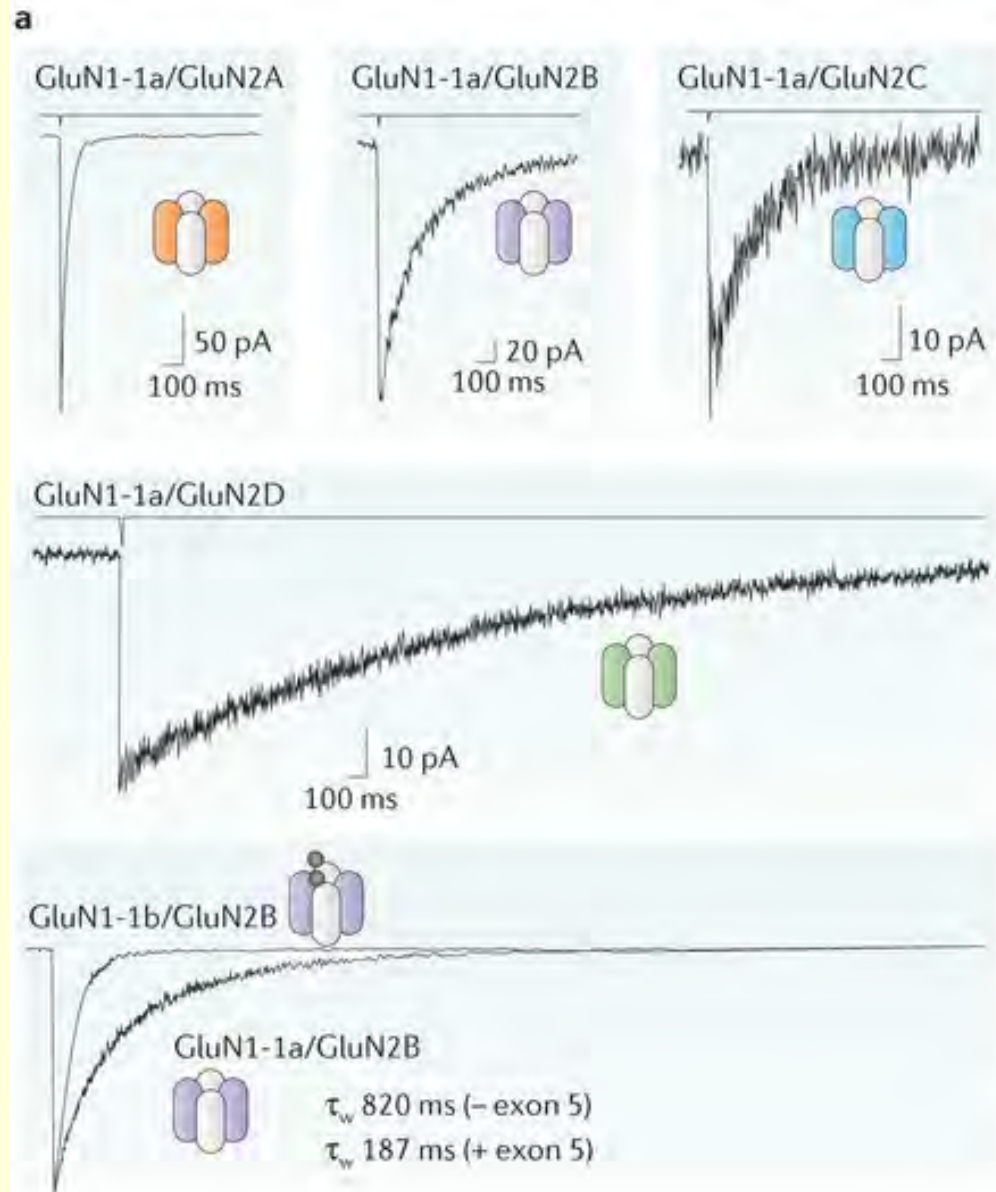 a
GluN1-1a/GluN2A
GluN1-1a/GluN2B
GluN1-1a/GluN2C
50 pA
100 ms
20 pA
100 ms
10 pA
100 ms
GluN1-1a/GluN2D
10 pA
100 ms
GluN1-1b/GluN2B
GluN1-1a/GluN2B
τw 820 ms (– exon 5)
τw 187 ms (+ exon 5)